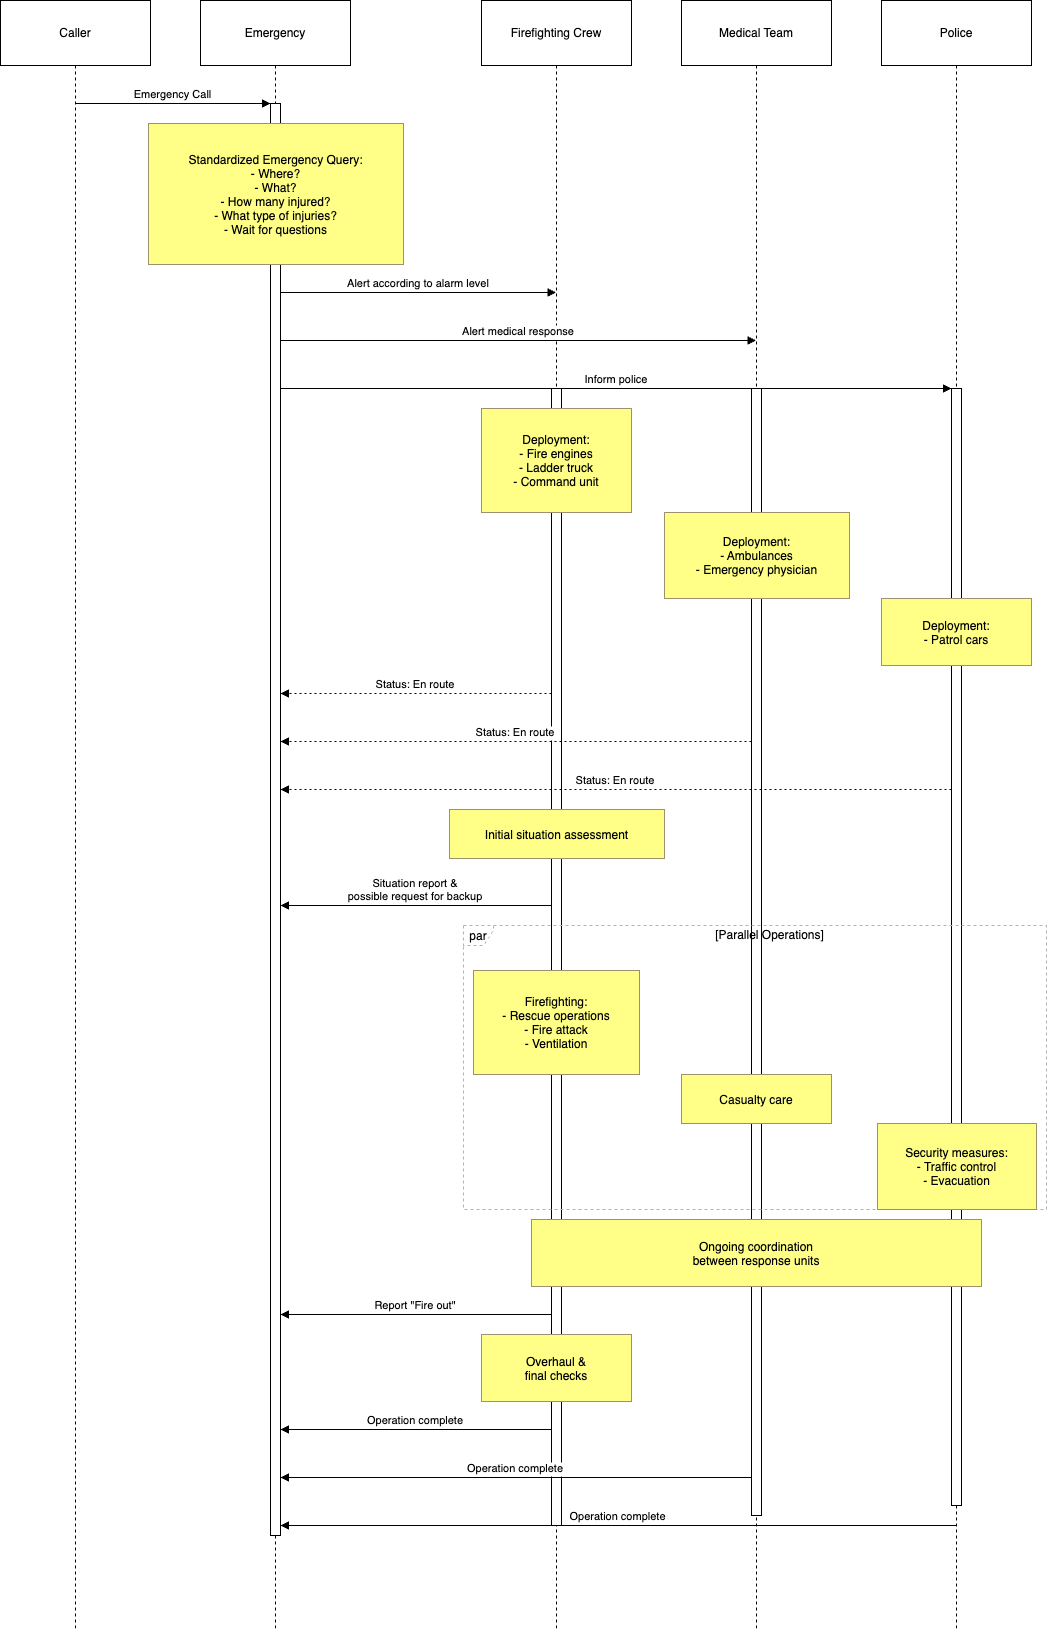 Caller
Emergency
Firefighting Crew
Medical Team
Police
Emergency Call
Standardized Emergency Query:
- Where?
- What?
- How many injured?
- What type of injuries?
- Wait for questions
Alert according to alarm level
Alert medical response
Inform police
Deployment:
- Fire engines
- Ladder truck
- Command unit
Deployment:
- Ambulances
- Emergency physician
Deployment:
- Patrol cars
Status: En route
Status: En route
Status: En route
Initial situation assessment
Situation report &
possible request for backup
par
[Parallel Operations]
Firefighting:
- Rescue operations
- Fire attack
- Ventilation
Casualty care
Security measures:
- Traffic control
- Evacuation
Ongoing coordination
between response units
Report "Fire out"
Overhaul &
final checks
Operation complete
Operation complete
Operation complete